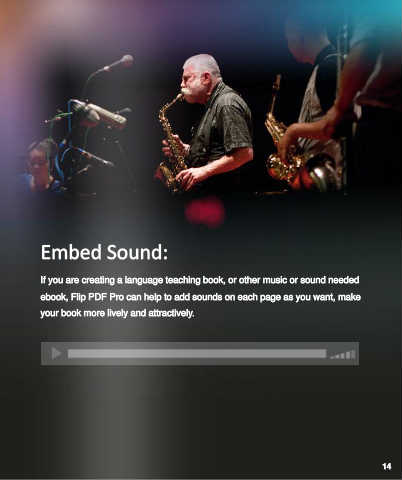 Embed Sound:
If you are creating a language teaching book, or other music or sound needed
ebook, Flip PDF Pro can help to add sounds on each page as you want, make
your book more lively and attractively.
14